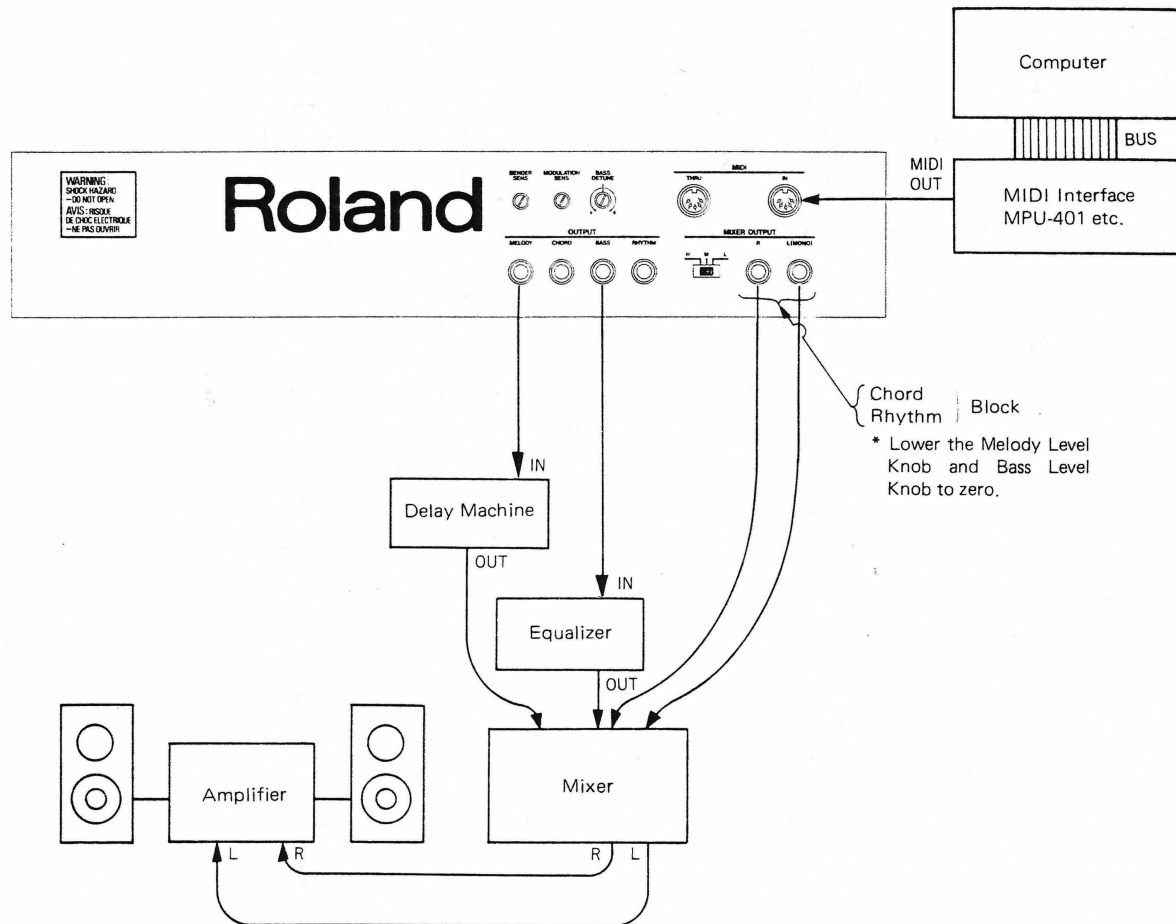 Computer
BUS
MIDI
OUT
MIDI Interface
MPU-401 etc.
WARNING:
SHOCK HAZARD
—DO NOT OPEN
AVIS: RISQUE
DE CHOC ELECTRIQUE
—NE PAS OUVRIR
Roland
BENDER
SENS
MODULATION
SENS
BASS
DETUNE
MIDI
THRU
IN
OUTPUT
MELODY
CHORD
BASS
RHYTHM
MIXER OUTPUT
H M L
R
L(MONO)
Chord
Rhythm
Block
* Lower the Melody Level
Knob and Bass Level
Knob to zero.
IN
Delay Machine
OUT
IN
Equalizer
OUT
Amplifier
L R
Mixer
R L